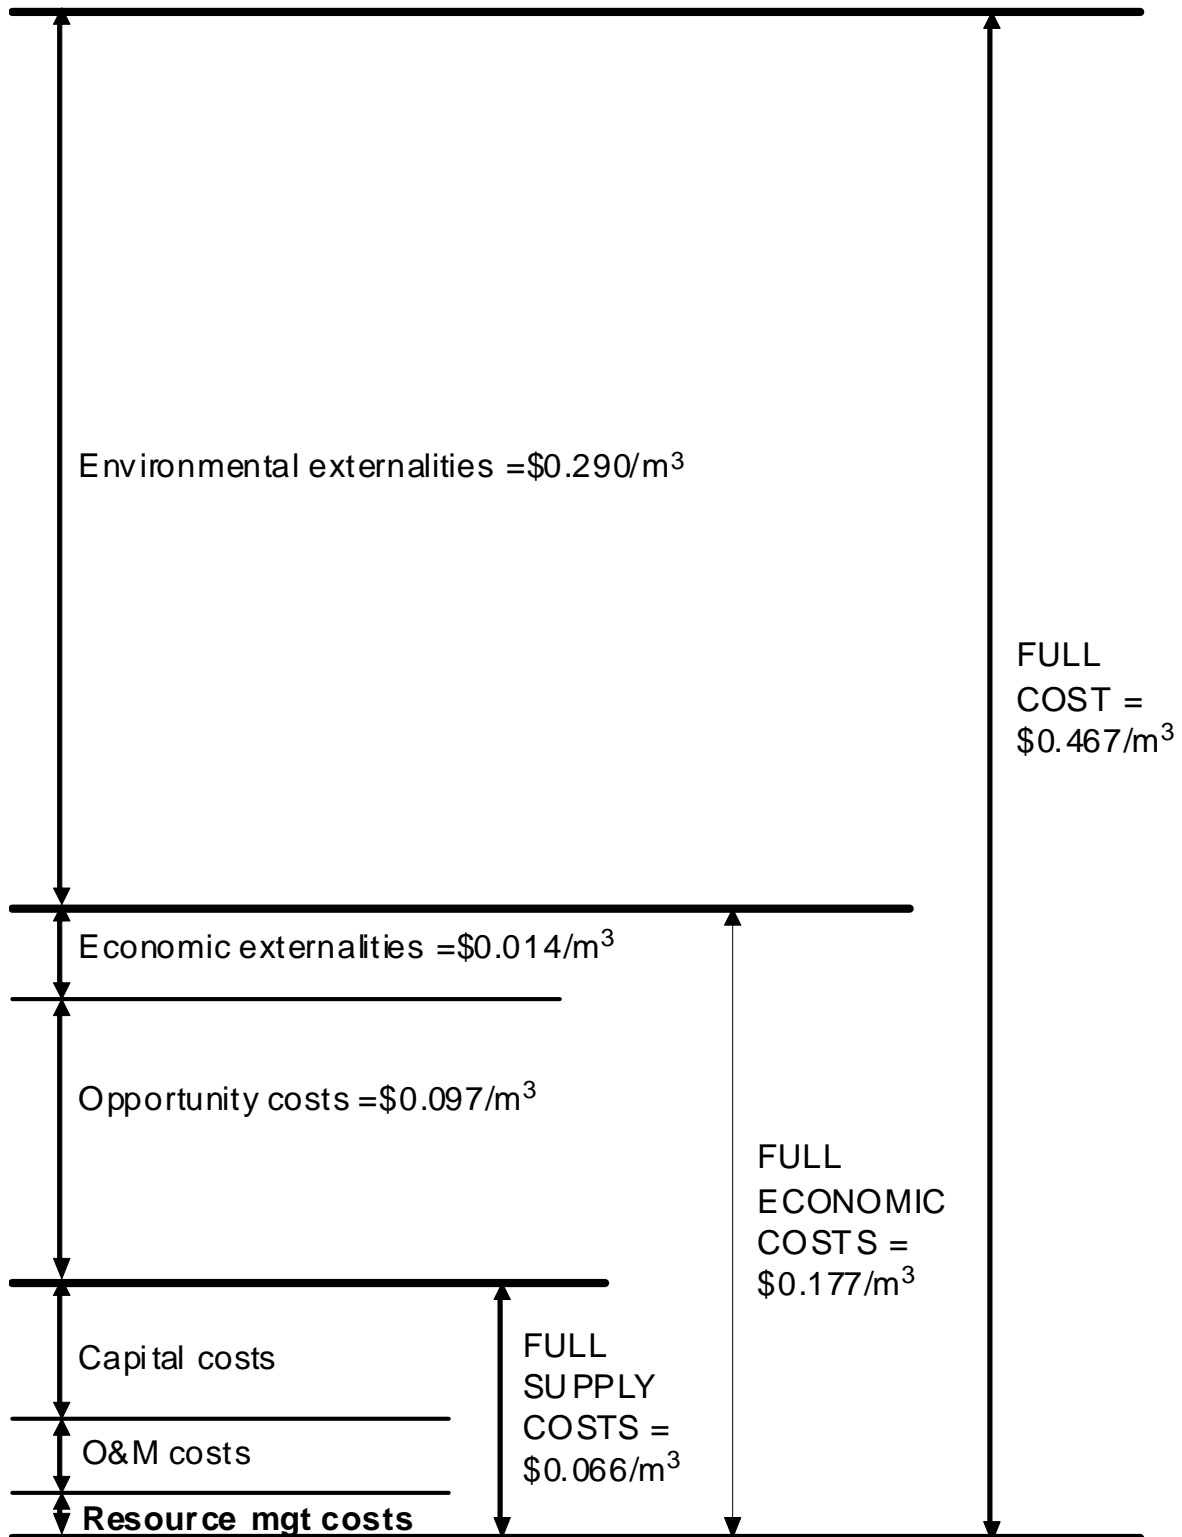 Environmental externalities =$0.290/m³
FULL
COST =
$0.467/m³
Economic externalities =$0.014/m³
Opportunity costs =$0.097/m³
FULL
ECONOMIC
COSTS =
$0.177/m³
Capital costs
FULL
SUPPLY
COSTS =
$0.066/m³
O&M costs
Resource mgt costs